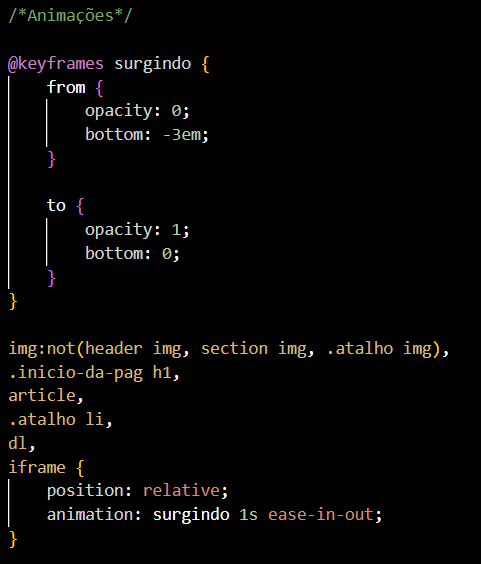 /*Animações*/
@keyframes surgindo {
from {
opacity: 0;
bottom: -3em;
}
to {
opacity: 1;
bottom: 0;
}
}
img:not(header img, section img, .atalho img),
.inicio-da-pag h1,
article,
.atalho li,
dl,
iframe {
position: relative;
animation: surgindo 1s ease-in-out;
}